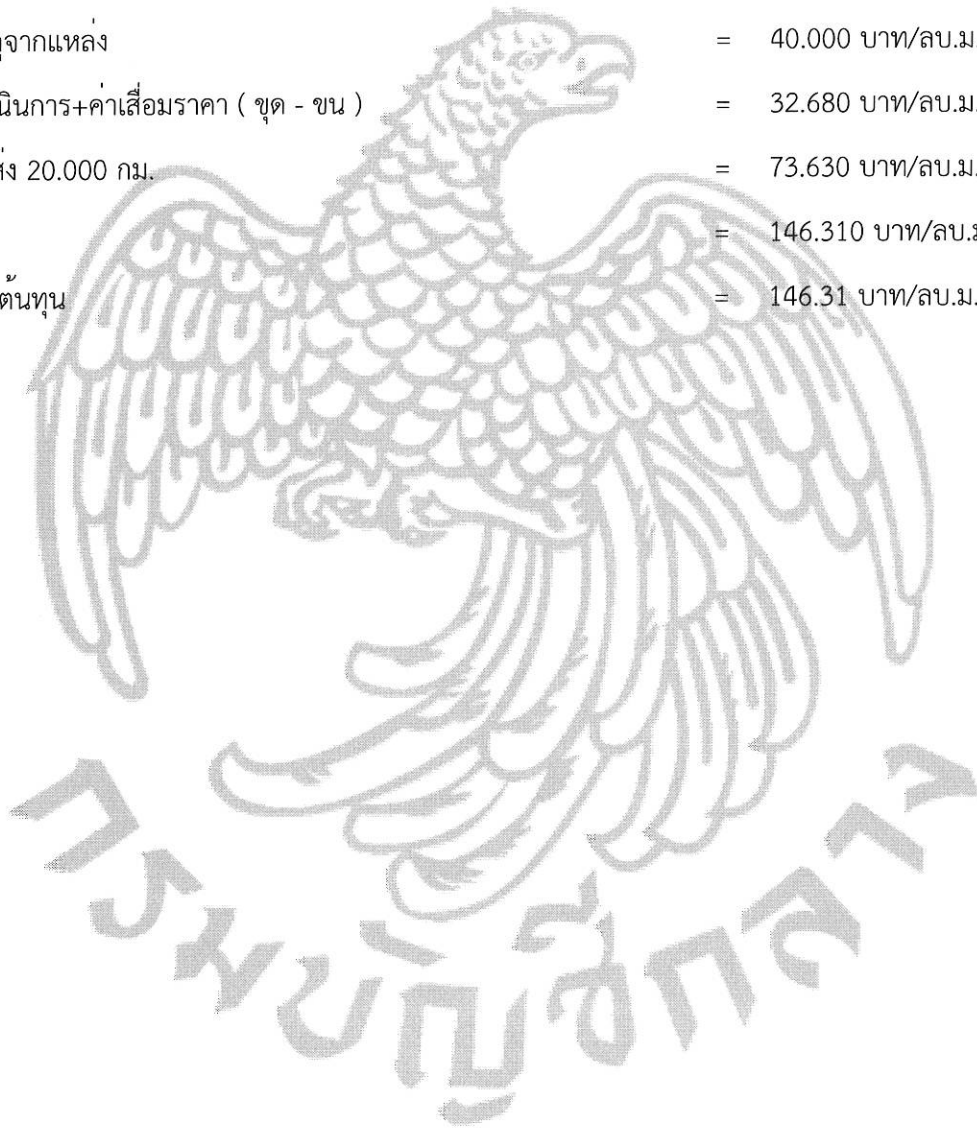 จากแหล่ง = 40.000 บาท/ลบ.ม.
นินการ+ค่าเสื่อมราคา ( ขุด - ขน ) = 32.680 บาท/ลบ.ม.
ส่ง 20.000 กม. = 73.630 บาท/ลบ.ม.
= 146.310 บาท/ลบ.ม
ต้นทุน = 146.31 บาท/ลบ.ม.
กรมบัญชีกลาง